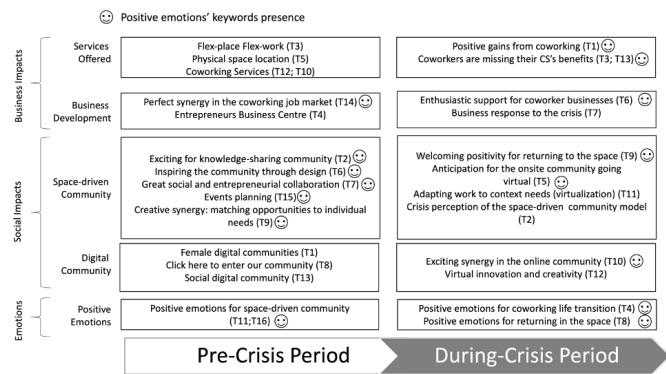 Positive emotions' keywords presence
Business Impacts
Services
Offered
Flex-place Flex-work (T3)
Physical space location (T5)
Coworking Services (T12; T10)
Positive gains from coworking (T1)
Coworkers are missing their CS's benefits (T3; T13)
Business
Development
Perfect synergy in the coworking job market (T14)
Entrepreneurs Business Centre (T4)
Enthusiastic support for coworker businesses (T6)
Business response to the crisis (T7)
Social Impacts
Space-driven
Community
Exciting for knowledge-sharing community (T2)
Inspiring the community through design (T6)
Great social and entrepreneurial collaboration (T7)
Events planning (T15)
Creative synergy: matching opportunities to individual
needs (T9)
Welcoming positivity for returning to the space (T9)
Anticipation for the onsite community going
virtual (T5)
Adapting work to context needs (virtualization) (T11)
Crisis perception of the space-driven community model
(T2)
Digital
Community
Female digital communities (T1)
Click here to enter our community (T8)
Social digital community (T13)
Exciting synergy in the online community (T10)
Virtual innovation and creativity (T12)
Emotions
Positive
Emotions
Positive emotions for space-driven community
(T11;T16)
Positive emotions for coworking life transition (T4)
Positive emotions for returning in the space (T8)
Pre-Crisis Period
During-Crisis Period